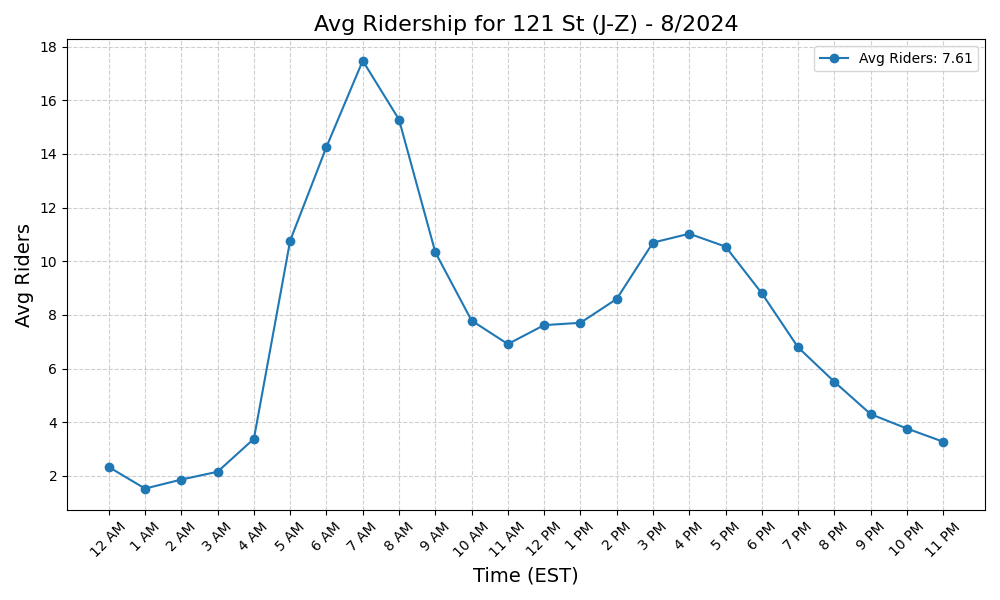 Avg Ridership for 121 St (J-Z) - 8/2024
Avg Riders: 7.61
Avg Riders
18
16
14
12
10
8
6
4
2
12 AM
1 AM
2 AM
3 AM
4 AM
5 AM
6 AM
7 AM
8 AM
9 AM
10 AM
11 AM
12 PM
1 PM
2 PM
3 PM
4 PM
5 PM
6 PM
7 PM
8 PM
9 PM
10 PM
11 PM
Time (EST)